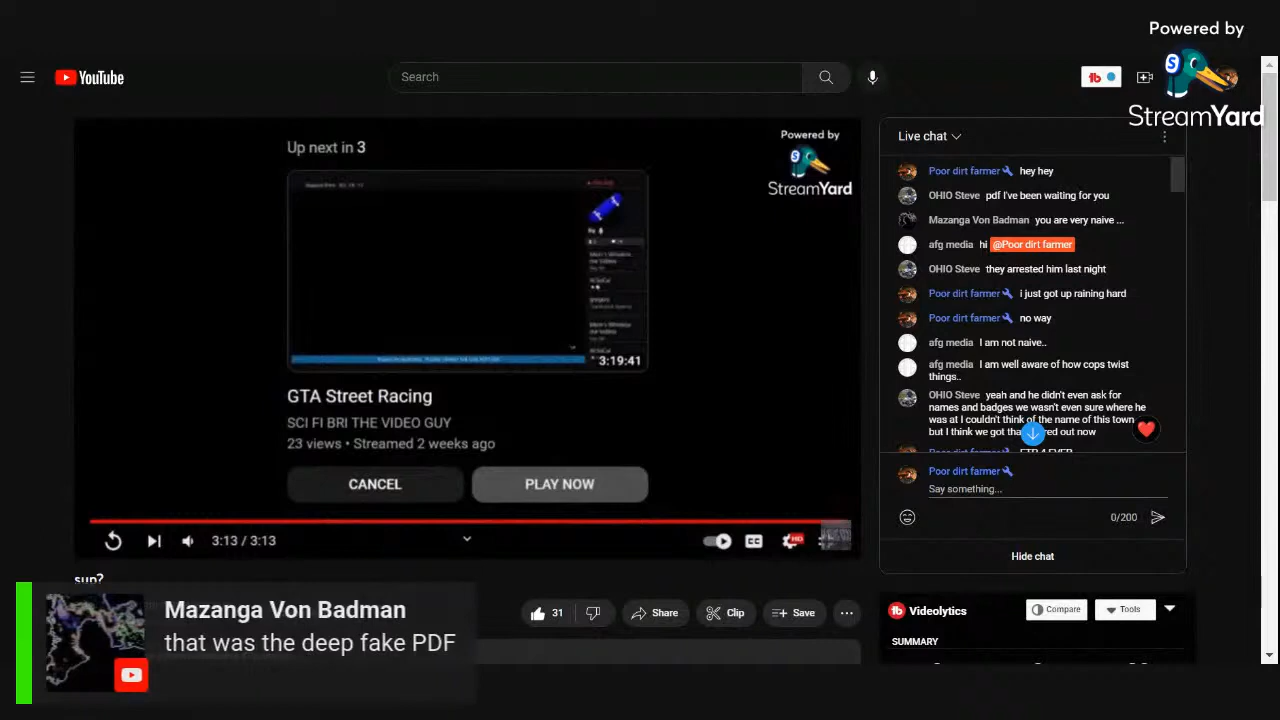 Powered by
StreamYard
YouTube
Search
Up next in 3
Powered by
StreamYard
3:19:41
GTA Street Racing
SCI FI BRI THE VIDEO GUY
23 views • Streamed 2 weeks ago
CANCEL
PLAY NOW
3:13 / 3:13
CC
HD
sup?
31
Share
Clip
Save
Live chat
Poor dirt farmer hey hey
OHIO Steve pdf I've been waiting for you
Mazanga Von Badman you are very naive ...
afg media hi @Poor dirt farmer
OHIO Steve they arrested him last night
Poor dirt farmer i just got up raining hard
Poor dirt farmer no way
afg media I am not naive..
afg media I am well aware of how cops twist
things..
OHIO Steve yeah and he didn't even ask for
names and badges we wasn't even sure where he
was at I couldn't think of the name of this town
but I think we got tha red out now
Poor dirt farmer
Say something...
0/200
Hide chat
Videolytics
Compare
Tools
SUMMARY
Mazanga Von Badman
that was the deep fake PDF